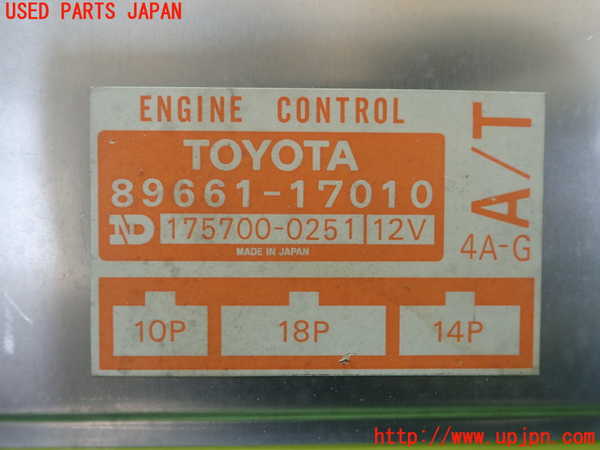 USED PARTS JAPAN
ENGINE CONTROL
TOYOTA
89661-17010
ND 175700-0251 12V
MADE IN JAPAN
A/T
4A-G
10P 18P 14P
http://www.upjpn.com/